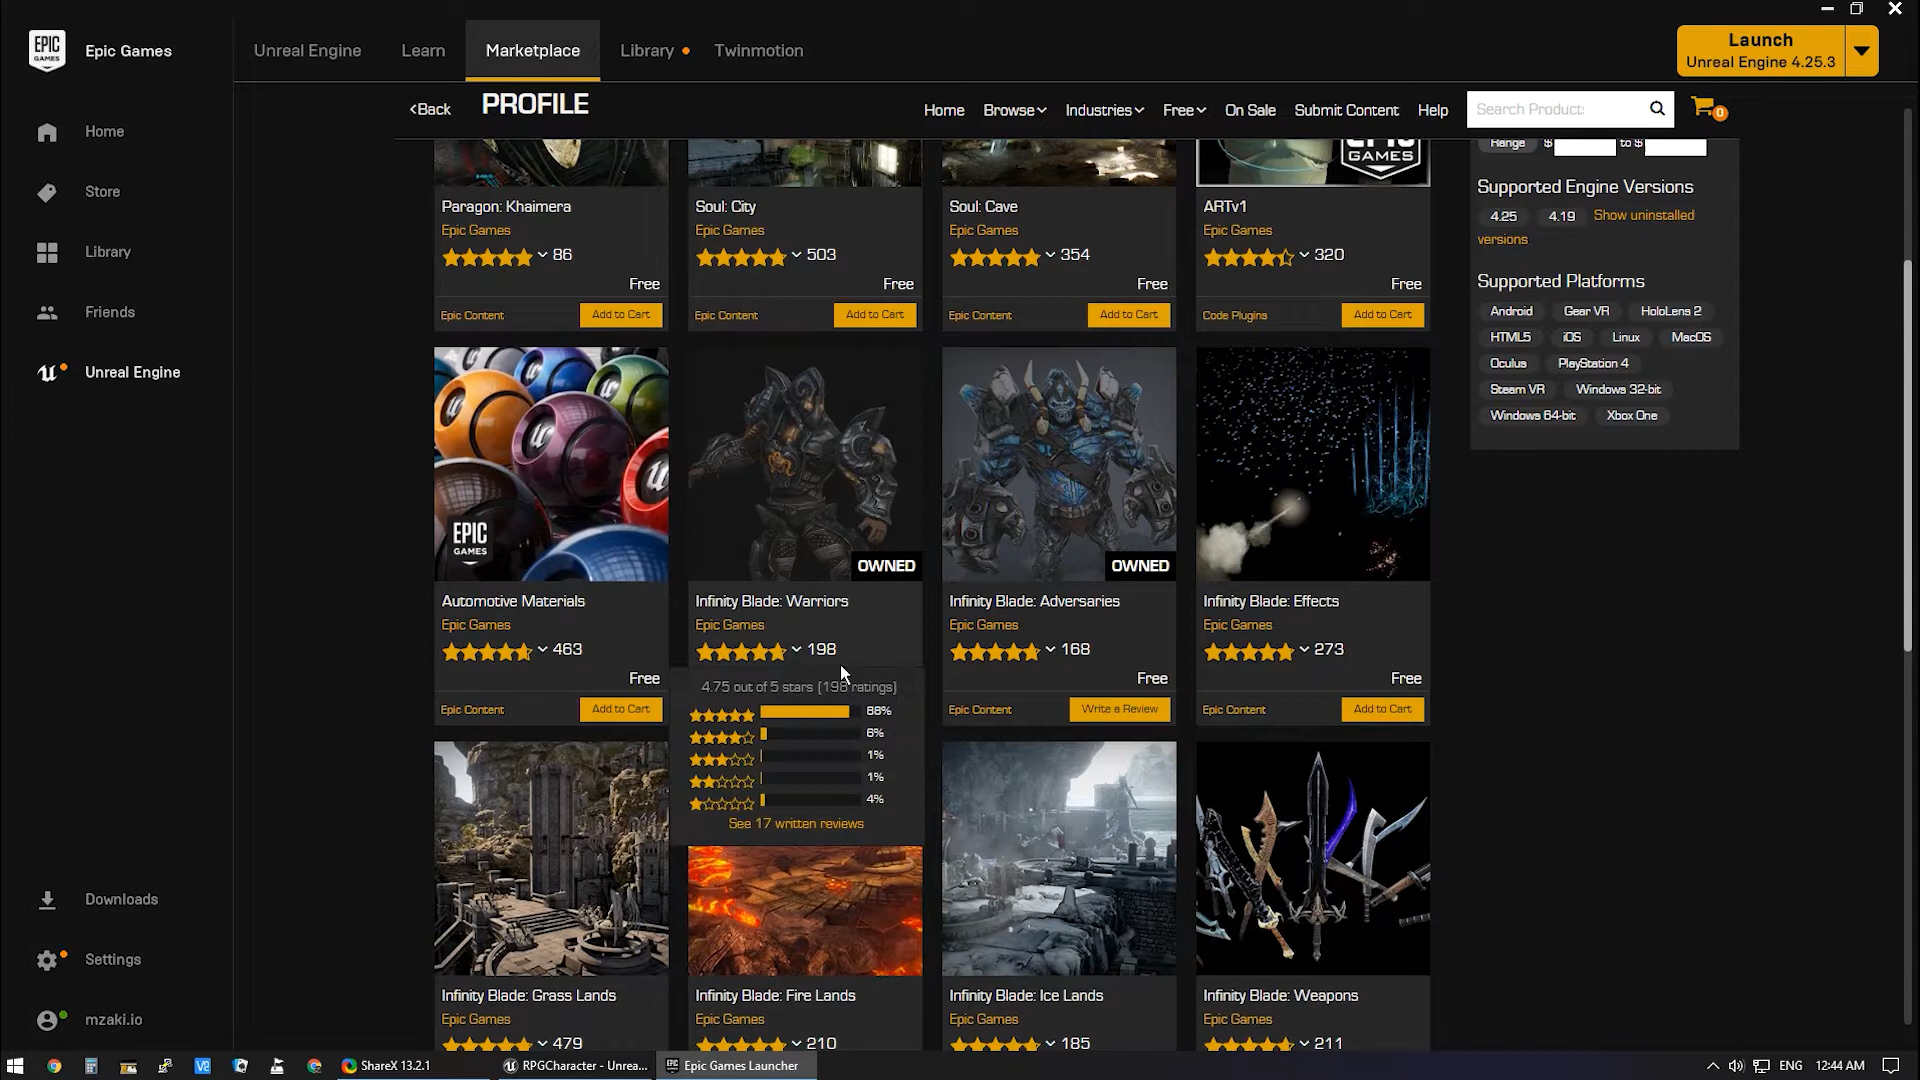 EPIC GAMES
Epic Games
Unreal Engine
Learn
Marketplace
Library
Twinmotion
Launch
Unreal Engine 4.25.3
<Back
PROFILE
Home
Browse
Industries
Free
On Sale
Submit Content
Help
Search Product:
0
Home
Store
Library
Friends
Unreal Engine
Downloads
Settings
mzaki.io
EPIC GAMES
Paragon: Khaimera
Epic Games
86
Free
Epic Content
Add to Cart
Soul: City
Epic Games
503
Free
Epic Content
Add to Cart
Soul: Cave
Epic Games
354
Free
Epic Content
Add to Cart
ARTv1
Epic Games
320
Free
Code Plugins
Add to Cart
Range $ to $
Supported Engine Versions
4.25 4.19 Show uninstalled
versions
Supported Platforms
Android Gear VR HoloLens 2
HTML5 iOS Linux MacOS
Oculus PlayStation 4
Steam VR Windows 32-bit
Windows 64-bit Xbox One
EPIC GAMES
Automotive Materials
Epic Games
463
Free
Epic Content
Add to Cart
OWNED
Infinity Blade: Warriors
Epic Games
198
4.75 out of 5 stars (198 ratings)
88%
6%
1%
1%
4%
See 17 written reviews
OWNED
Infinity Blade: Adversaries
Epic Games
168
Free
Epic Content
Write a Review
Infinity Blade: Effects
Epic Games
273
Free
Epic Content
Add to Cart
Infinity Blade: Grass Lands
Epic Games
479
Infinity Blade: Fire Lands
Epic Games
210
Infinity Blade: Ice Lands
Epic Games
185
Infinity Blade: Weapons
Epic Games
211
ShareX 13.2.1
RPGCharacter - Unrea...
Epic Games Launcher
ENG
12:44 AM